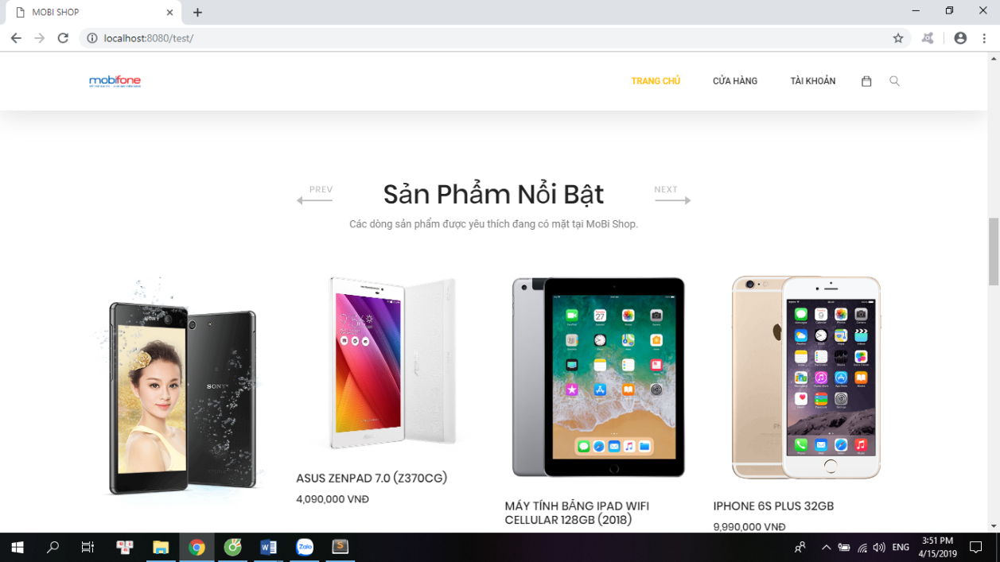 MOBI SHOP
localhost:8080/test/
mobifone
TRANG CHỦ
CỬA HÀNG
TÀI KHOẢN
PREV
Sản Phẩm Nổi Bật
NEXT
Các dòng sản phẩm được yêu thích đang có mặt tại MoBi Shop.
SONY
SONY
ASUS ZENPAD 7.0 (Z370CG)
4,090,000 VNĐ
MÁY TÍNH BẢNG IPAD WIFI
CELLULAR 128GB (2018)
IPHONE 6S PLUS 32GB
9,990,000 VNĐ
Zalo
ENG
3:51 PM
4/15/2019